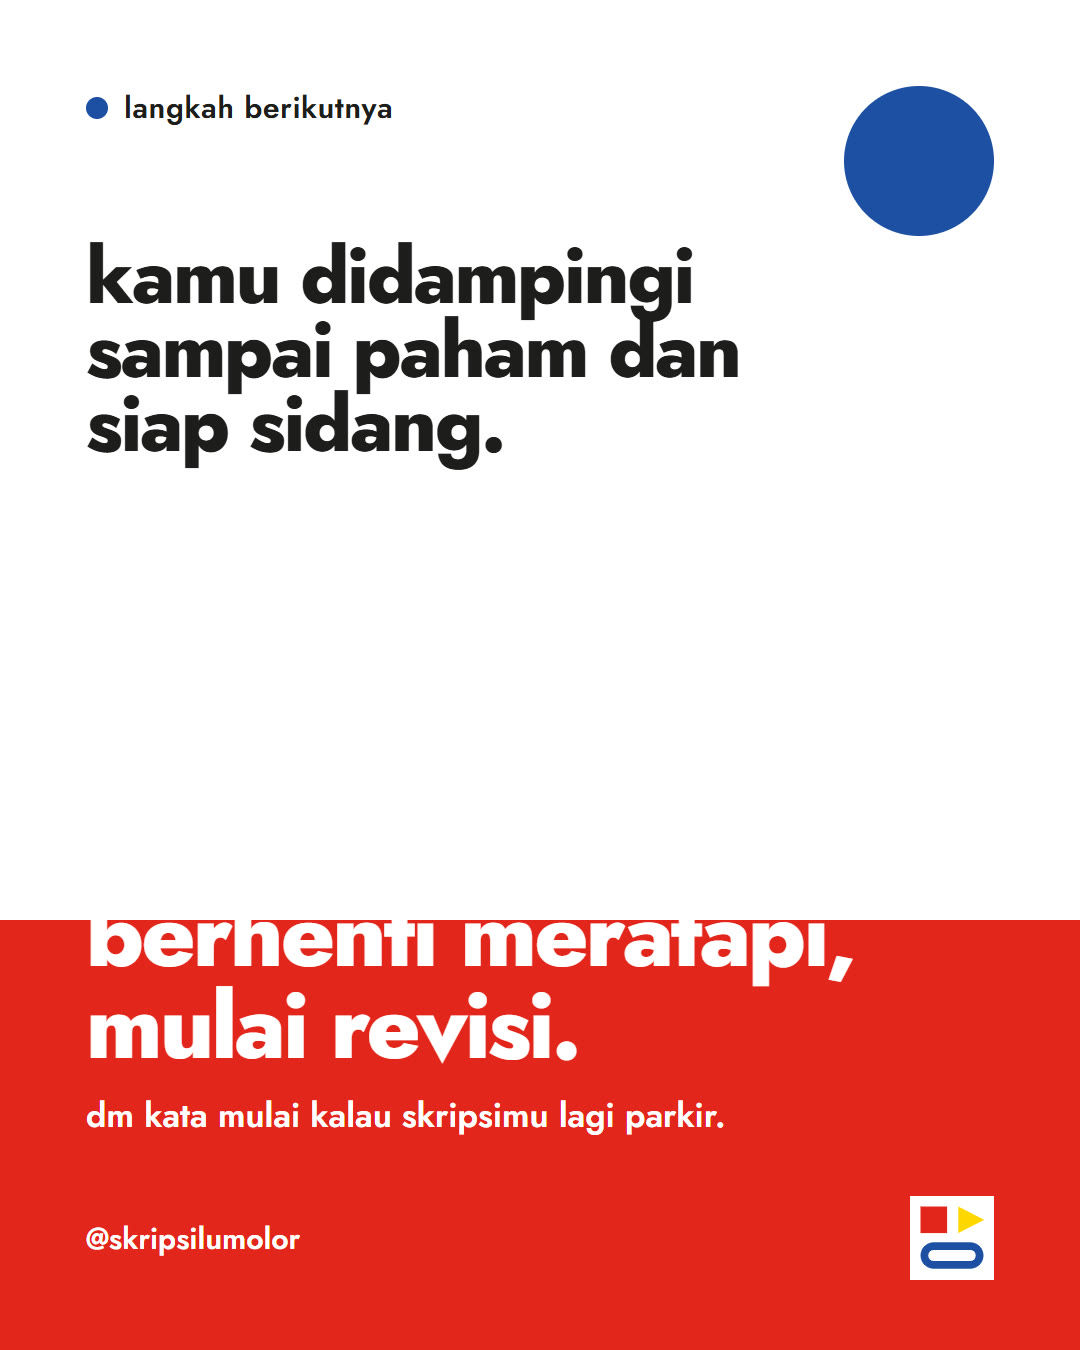 langkah berikutnya
kamu didampingi
sampai paham dan
siap sidang.
berhenti meratapi,
mulai revisi.
dm kata mulai kalau skripsimu lagi parkir.
@skripsilumolor